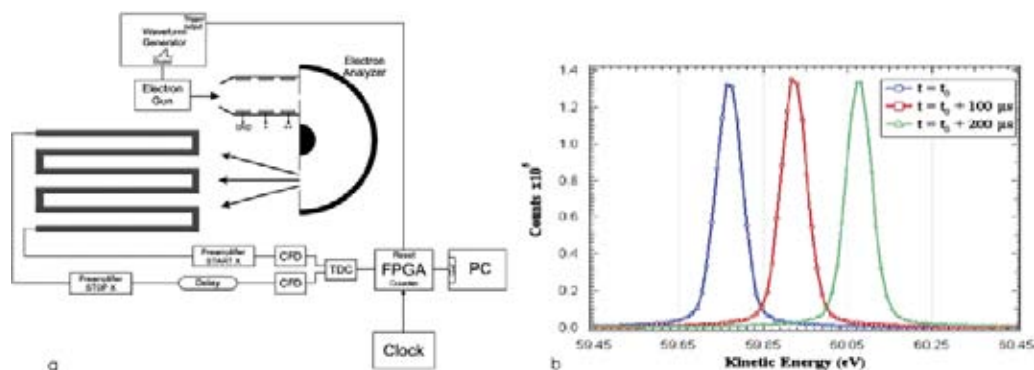 Trigger
output
Waveform
Generator
Electron
Gun
Electron
Analyzer
Preamplifier
START X
CFD
TDC
Reset
FPGA
Counter
PC
Preamplifier
STOP X
Delay
CFD
Clock
a
t = t₀
t = t₀ + 100 μs
t = t₀ + 200 μs
Counts x10⁵
1.4
1.2
1.0
0.8
0.6
0.4
0.2
0.0
59.45
59.65
59.85
60.05
60.25
60.45
Kinetic Energy (eV)
b